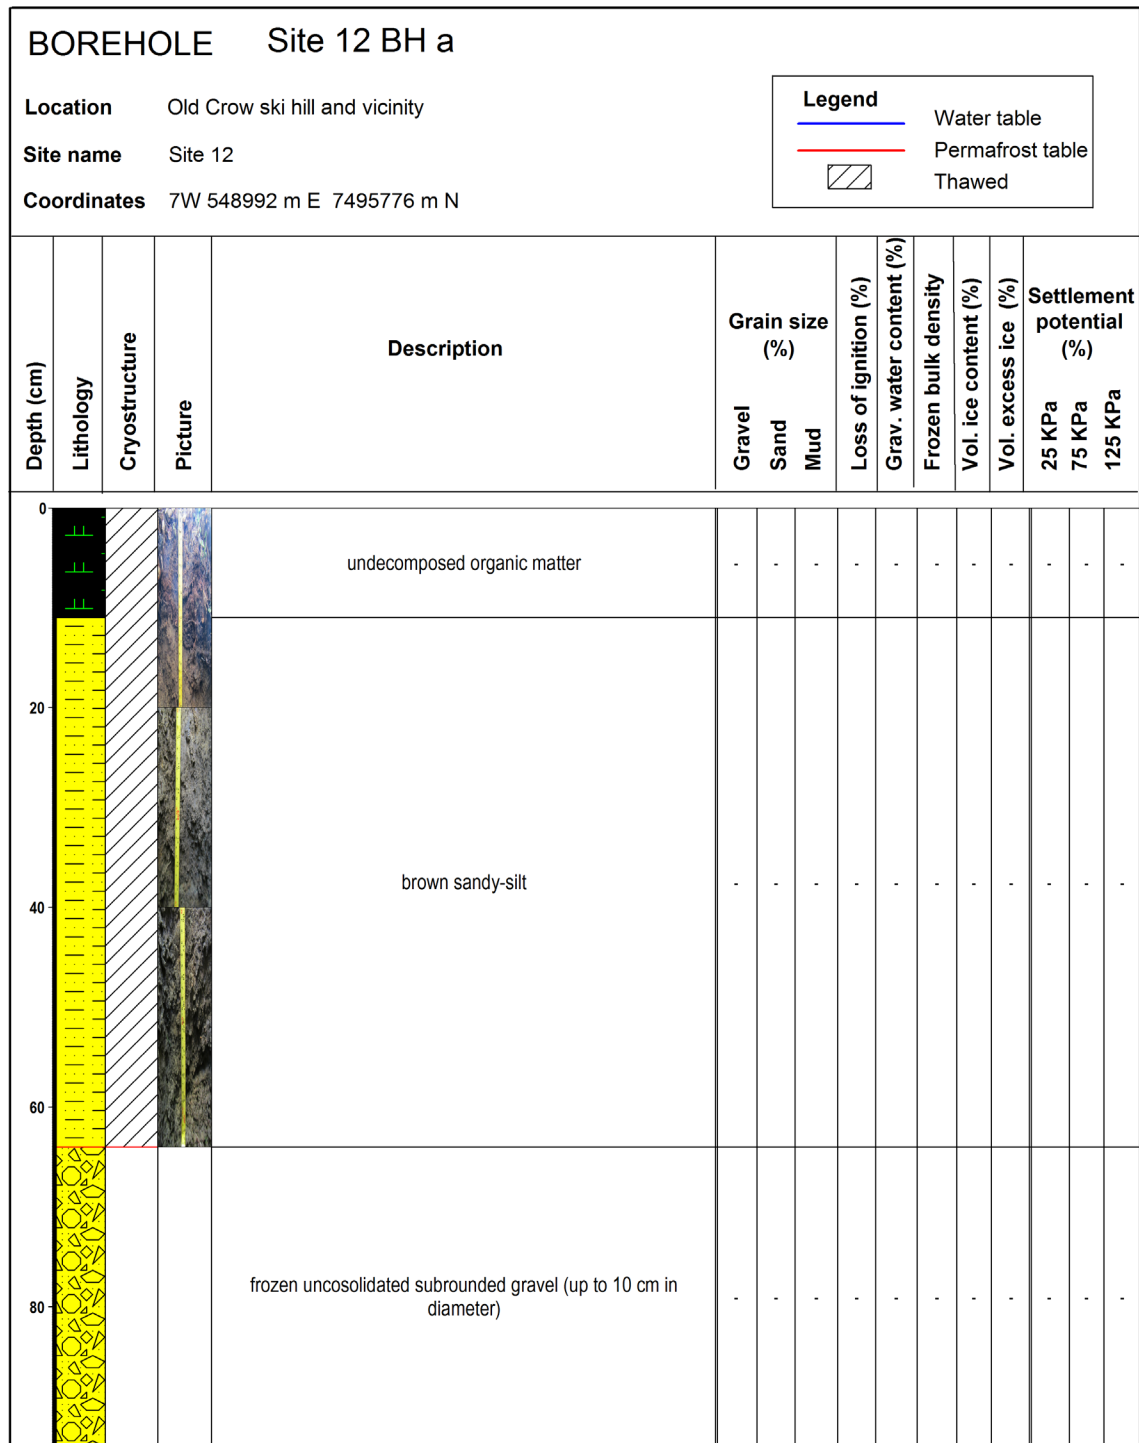 BOREHOLE Site 12 BH a
Location Old Crow ski hill and vicinity
Site name Site 12
Coordinates 7W 548992 m E 7495776 m N
Legend
Water table
Permafrost table
Thawed
Depth (cm)
Lithology
Cryostructure
Picture
Description
Grain size
(%)
Gravel
Sand
Mud
Loss of ignition (%)
Grav. water content (%)
Frozen bulk density
Vol. ice content (%)
Vol. excess ice (%)
Settlement
potential
(%)
25 KPa
75 KPa
125 KPa
0
undecomposed organic matter - - - - - - - - - - -
20
brown sandy-silt - - - - - - - - - - -
40
60
frozen uncosolidated subrounded gravel (up to 10 cm in
diameter) - - - - - - - - - - -
80